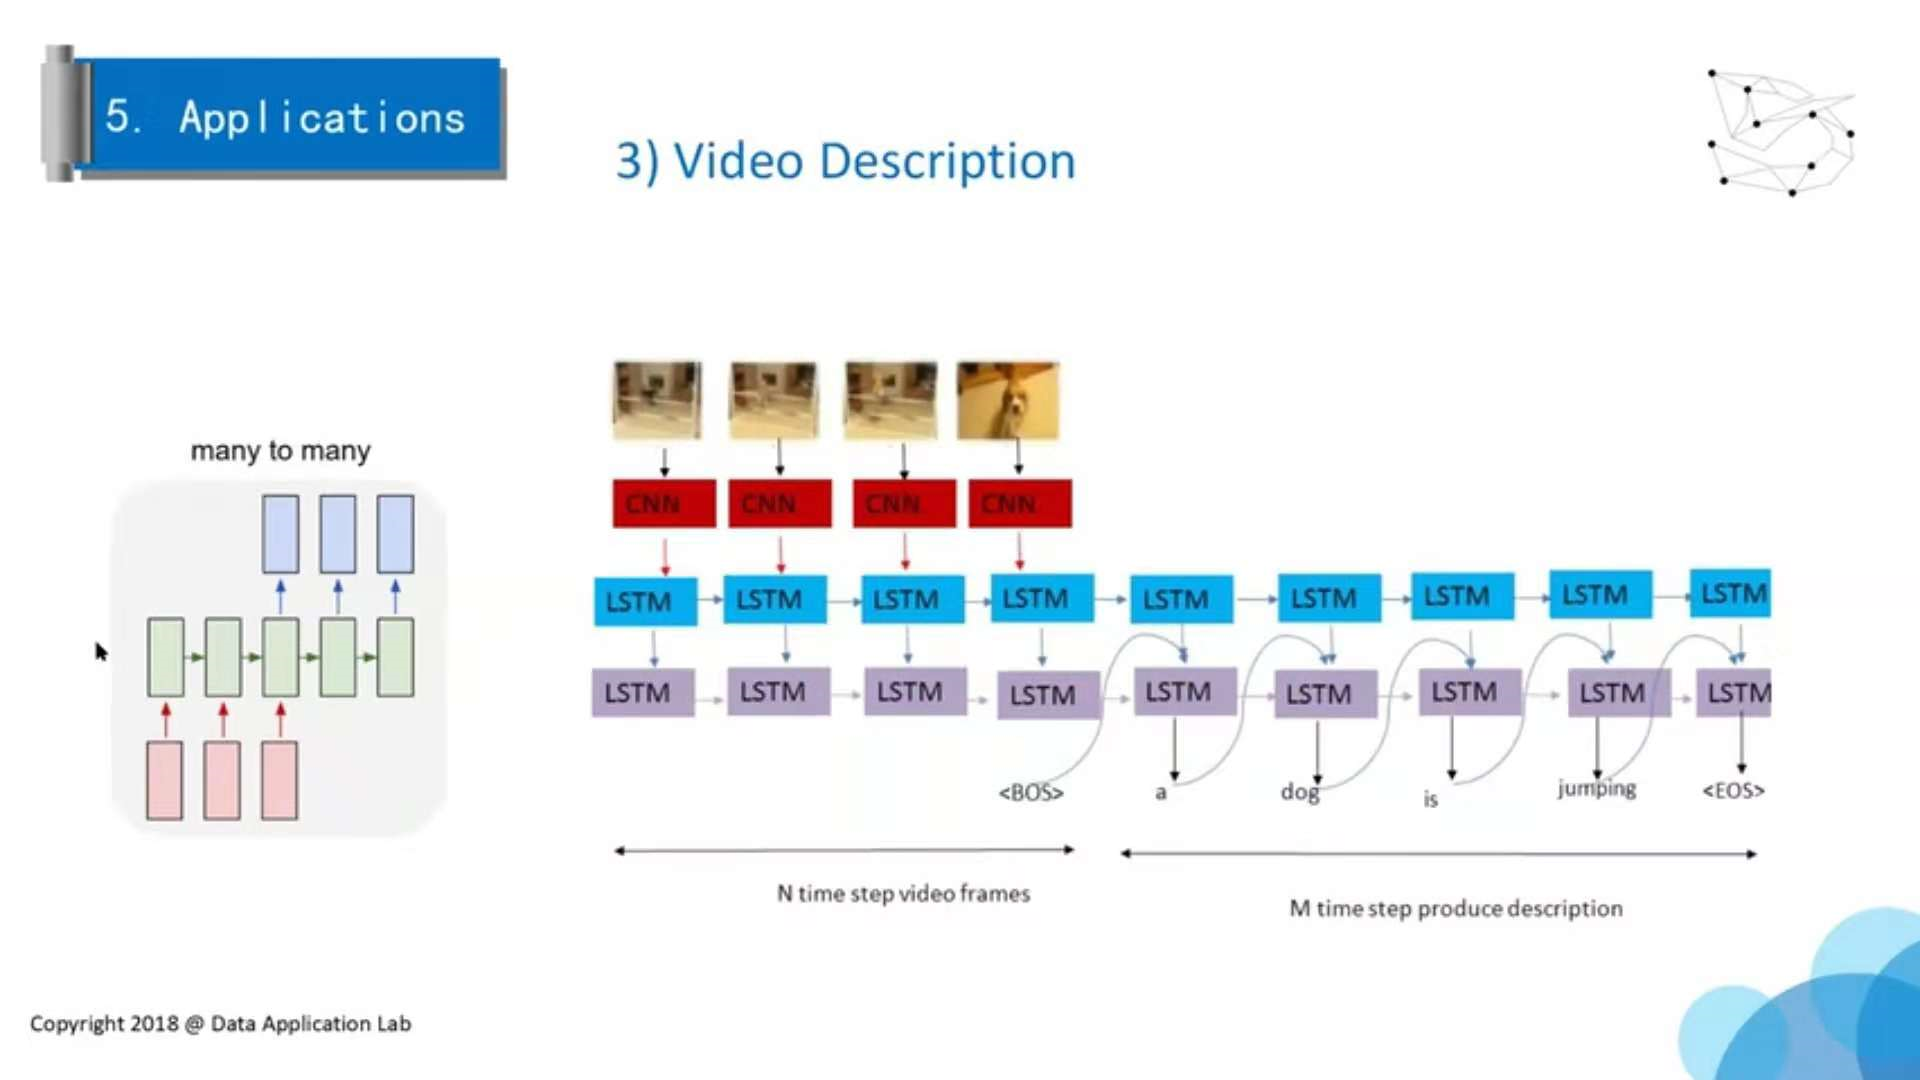 5. Applications
3) Video Description
many to many
CNN CNN CNN CNN
LSTM LSTM LSTM LSTM LSTM LSTM LSTM LSTM LSTM
LSTM LSTM LSTM LSTM LSTM LSTM LSTM LSTM LSTM
<BOS> a dog is jumping <EOS>
N time step video frames
M time step produce description
Copyright 2018 @ Data Application Lab